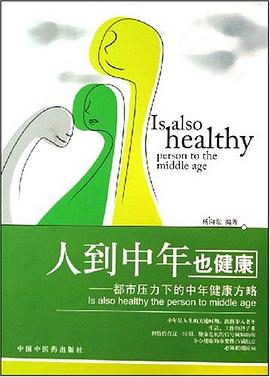 Is also
healthy
person to the
middle age
杨向东 编著
人到中年也健康
——都市压力下的中年健康方略
Is also healthy the person to middle age
中国中医药出版社